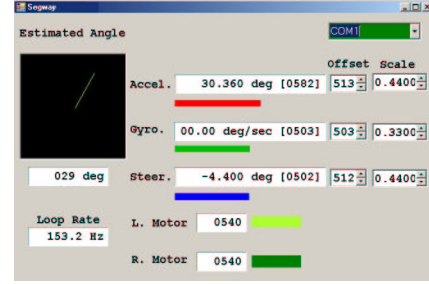 Segway
Estimated Angle
COM1
Offset Scale
Accel. 30.360 deg [0582] 513 0.4400
Gyro. 00.00 deg/sec [0503] 503 0.3300
029 deg
Steer. -4.400 deg [0502] 512 0.4400
Loop Rate
153.2 Hz
L. Motor 0540
R. Motor 0540